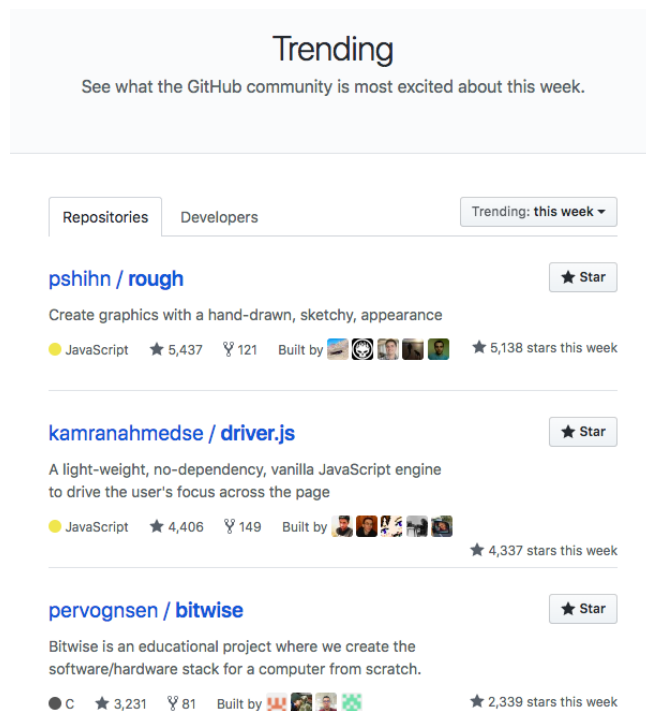 Trending
See what the GitHub community is most excited about this week.
Repositories
Developers
Trending: this week
pshihn / rough
Star
Create graphics with a hand-drawn, sketchy, appearance
JavaScript 5,437 121 Built by 5,138 stars this week
kamranahmedse / driver.js
Star
A light-weight, no-dependency, vanilla JavaScript engine
to drive the user's focus across the page
JavaScript 4,406 149 Built by
4,337 stars this week
pervognsen / bitwise
Star
Bitwise is an educational project where we create the
software/hardware stack for a computer from scratch.
C 3,231 81 Built by 2,339 stars this week